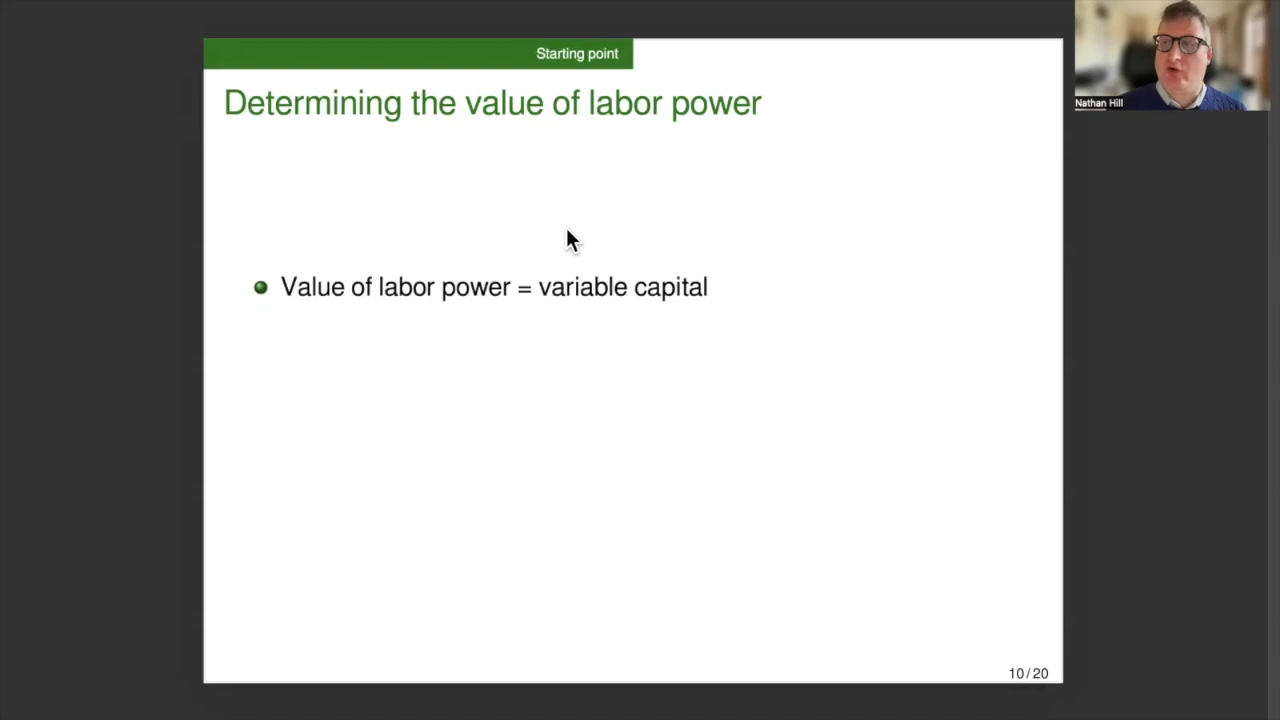 Starting point
Determining the value of labor power
Value of labor power = variable capital
10/20
Nathan Hill